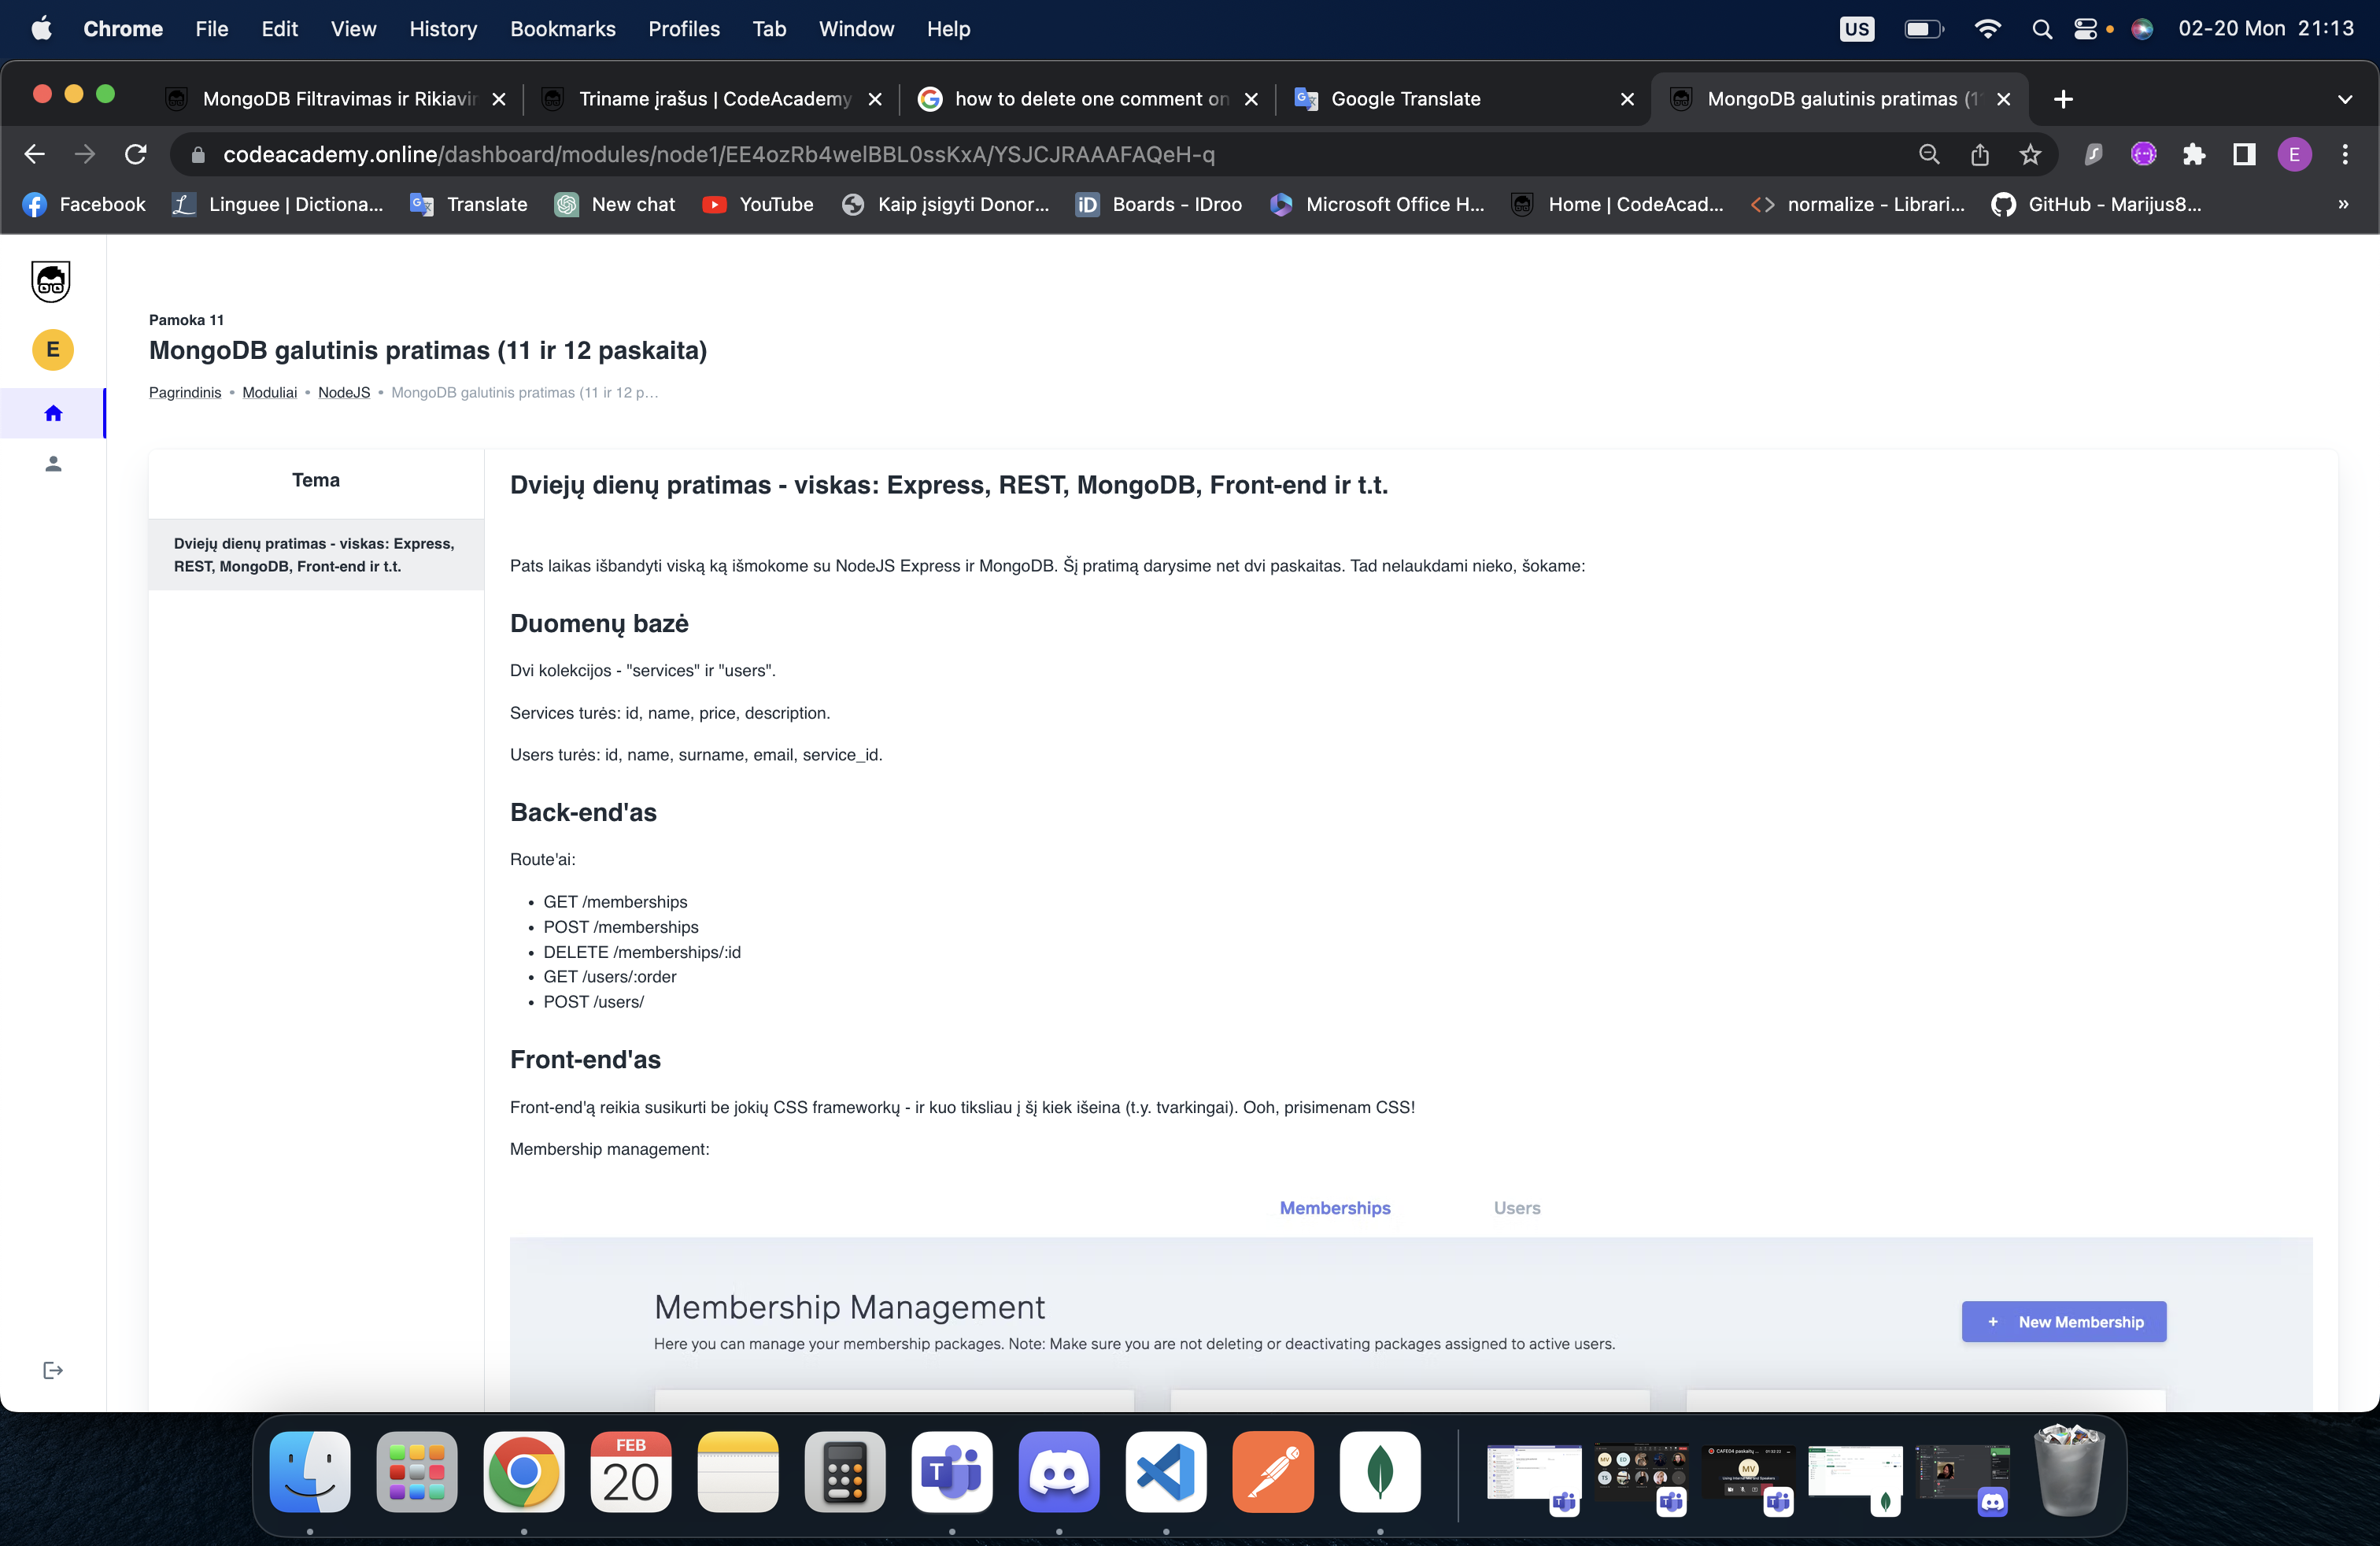 Chrome File Edit View History Bookmarks Profiles Tab Window Help US 02-20 Mon 21:13
MongoDB Filtravimas ir Rikiavir Triname įrašus | CodeAcademy how to delete one comment on Google Translate MongoDB galutinis pratimas (1
codeacademy.online/dashboard/modules/node1/EE4ozRb4welBBL0ssKxA/YSJCJRAAAFAQeH-q E
Facebook Linguee | Dictiona... Translate New chat YouTube Kaip įsigyti Donor... iD Boards - IDroo Microsoft Office H... Home | CodeAcad... normalize - Librari... GitHub - Marijus8... »
Pamoka 11
E
MongoDB galutinis pratimas (11 ir 12 paskaita)
Pagrindinis • Moduliai • NodeJS • MongoDB galutinis pratimas (11 ir 12 p...
Tema
Dviejų dienų pratimas - viskas: Express,
REST, MongoDB, Front-end ir t.t.
Dviejų dienų pratimas - viskas: Express, REST, MongoDB, Front-end ir t.t.
Pats laikas išbandyti viską ką išmokome su NodeJS Express ir MongoDB. Šį pratimą darysime net dvi paskaitas. Tad nelaukdami nieko, šokame:
Duomenų bazė
Dvi kolekcijos - "services" ir "users".
Services turės: id, name, price, description.
Users turės: id, name, surname, email, service_id.
Back-end'as
Route'ai:
• GET /memberships
• POST /memberships
• DELETE /memberships/:id
• GET /users/:order
• POST /users/
Front-end'as
Front-end'ą reikia susikurti be jokių CSS frameworkų - ir kuo tiksliau į šį kiek išeina (t.y. tvarkingai). Ooh, prisimenam CSS!
Membership management:
Memberships Users
Membership Management
+ New Membership
Here you can manage your membership packages. Note: Make sure you are not deleting or deactivating packages assigned to active users.
FEB
20
T
MV